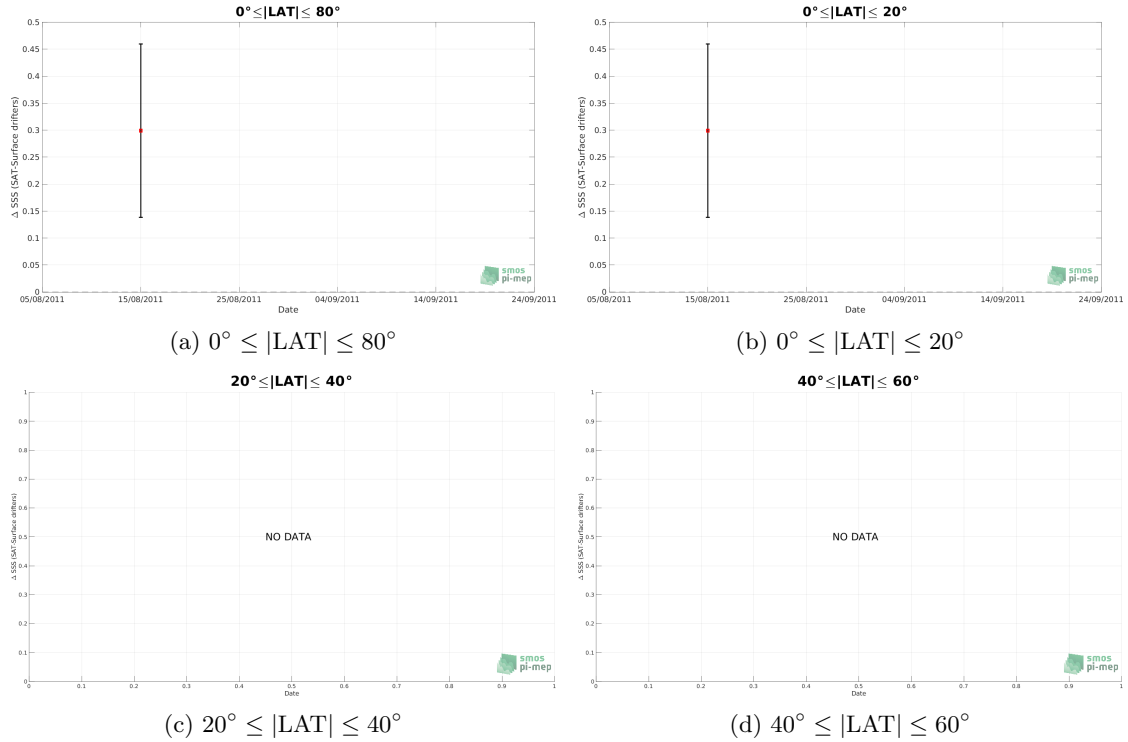 0°≤|LAT|≤ 80°
Δ SSS (SAT-Surface drifters)
0.5
0.45
0.4
0.35
0.3
0.25
0.2
0.15
0.1
0.05
0
05/08/2011 15/08/2011 25/08/2011 04/09/2011 14/09/2011 24/09/2011
Date
smos
pi-mep
(a) 0° ≤ |LAT| ≤ 80°
0°≤|LAT|≤ 20°
Δ SSS (SAT-Surface drifters)
0.5
0.45
0.4
0.35
0.3
0.25
0.2
0.15
0.1
0.05
0
05/08/2011 15/08/2011 25/08/2011 04/09/2011 14/09/2011 24/09/2011
Date
smos
pi-mep
(b) 0° ≤ |LAT| ≤ 20°
20°≤|LAT|≤ 40°
Δ SSS (SAT-Surface drifters)
1
0.9
0.8
0.7
0.6
0.5
0.4
0.3
0.2
0.1
0
NO DATA
0 0.1 0.2 0.3 0.4 0.5 0.6 0.7 0.8 0.9 1
Date
smos
pi-mep
(c) 20° ≤ |LAT| ≤ 40°
40°≤|LAT|≤ 60°
Δ SSS (SAT-Surface drifters)
1
0.9
0.8
0.7
0.6
0.5
0.4
0.3
0.2
0.1
0
NO DATA
0 0.1 0.2 0.3 0.4 0.5 0.6 0.7 0.8 0.9 1
Date
smos
pi-mep
(d) 40° ≤ |LAT| ≤ 60°